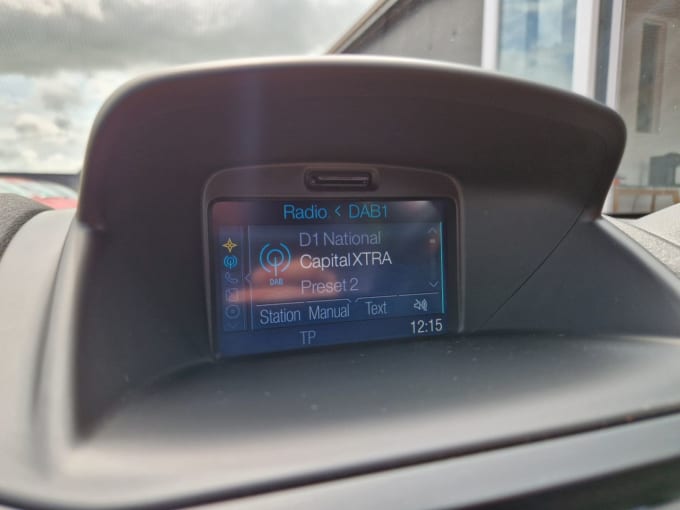 Radio < DAB1
D1 National
Capital XTRA
DAB
Preset 2
Station Manual Text
TP 12:15